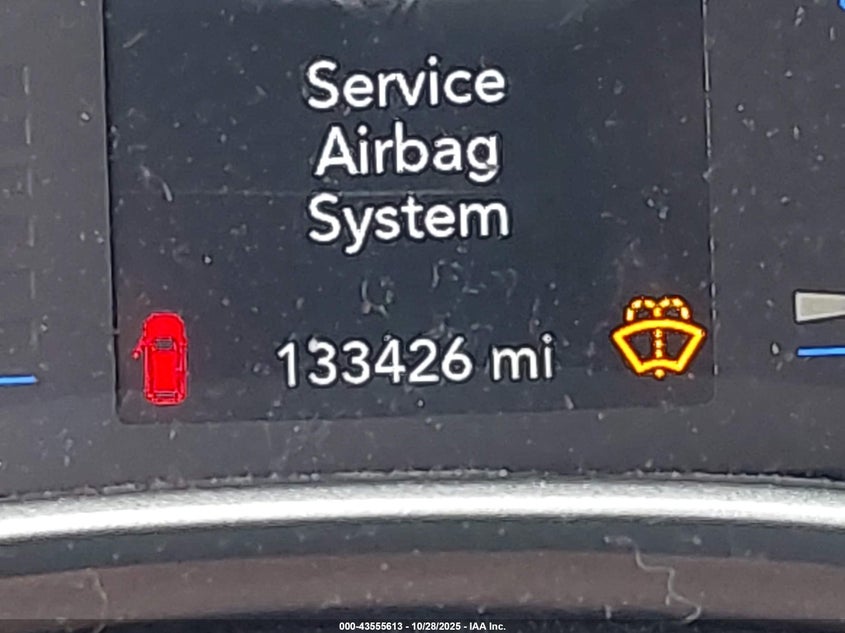 Service
Airbag
System
133426 mi
000-43555613 - 10/28/2025 - IAA Inc.